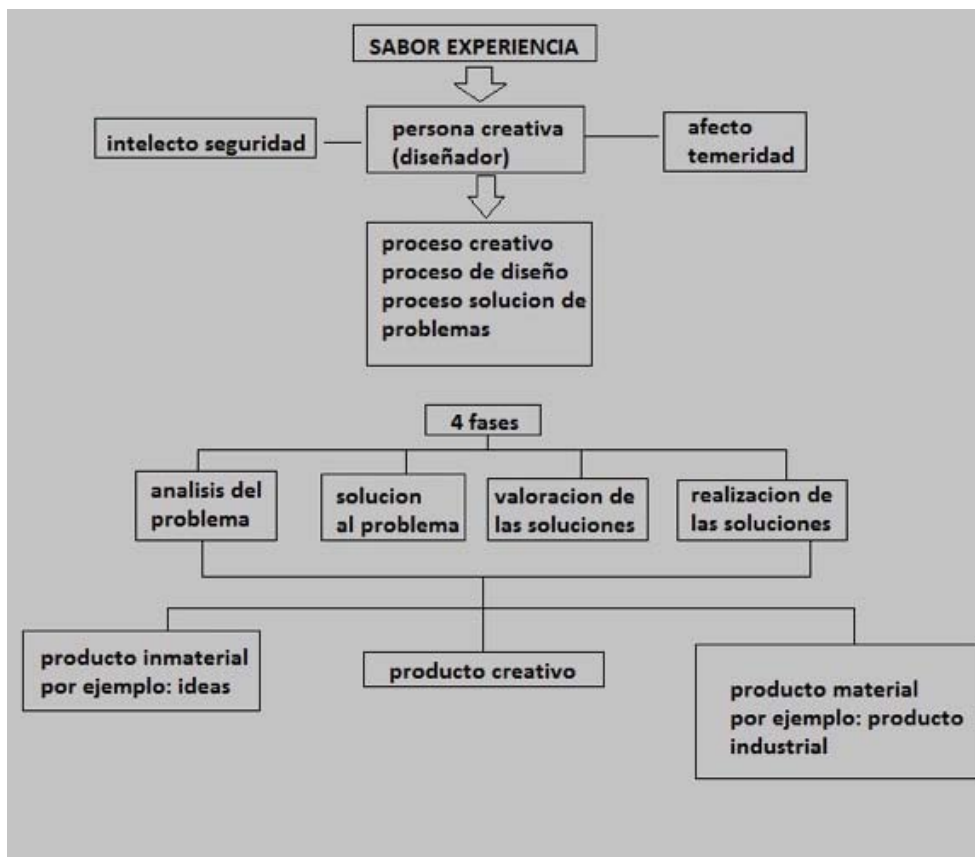 SABOR EXPERIENCIA
intelecto seguridad
persona creativa
(diseñador)
afecto
temeridad
proceso creativo
proceso de diseño
proceso solucion de
problemas
4 fases
analisis del
problema
solucion
al problema
valoracion de
las soluciones
realizacion de
las soluciones
producto inmaterial
por ejemplo: ideas
producto creativo
producto material
por ejemplo: producto
industrial